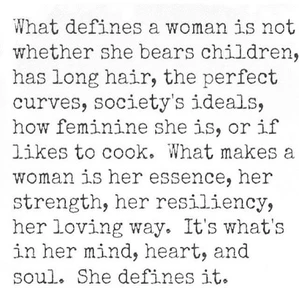 What defines a woman is not
whether she bears children,
has long hair, the perfect
curves, society's ideals,
how feminine she is, or if
likes to cook. What makes a
woman is her essence, her
strength, her resiliency,
her loving way. It's what's
in her mind, heart, and
soul. She defines it.